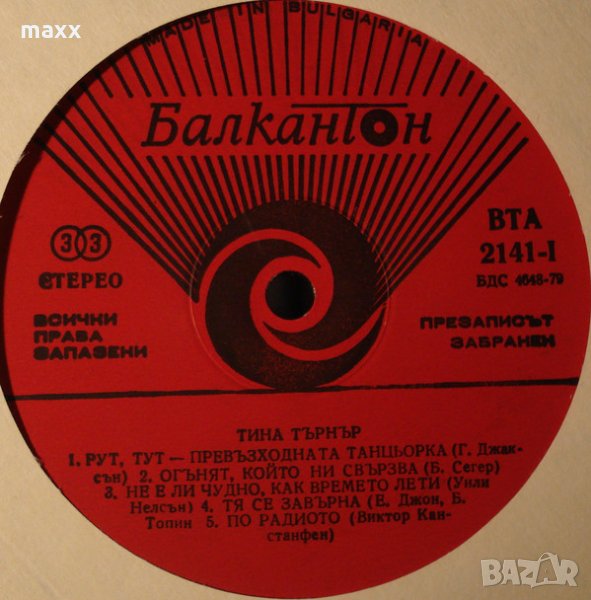 maxx
MADE IN BULGARIA
Балкантон
33
СТЕРЕО
ВТА
2141-I
БДС 4648-79
ВСИЧКИ
ПРАВА
ЗАПАЗЕНИ
ПРЕЗАПИСЪТ
ЗАБРАНЕН
ТИНА ТЪРНЪР
1. РУТ, ТУТ — ПРЕВЪЗХОДНАТА ТАНЦЬОРКА (Г. Джак-
сън) 2. ОГЪНЯТ, КОЙТО НИ СВЪРЗВА (Б. Сегер)
3. НЕ Е ЛИ ЧУДНО, КАК ВРЕМЕТО ЛЕТИ (Уили
Нелсън) 4. ТЯ СЕ ЗАВЪРНА (Е. Джон, Б.
Топин 5. ПО РАДИОТО (Виктор Кан-
станфен)
BAZAR